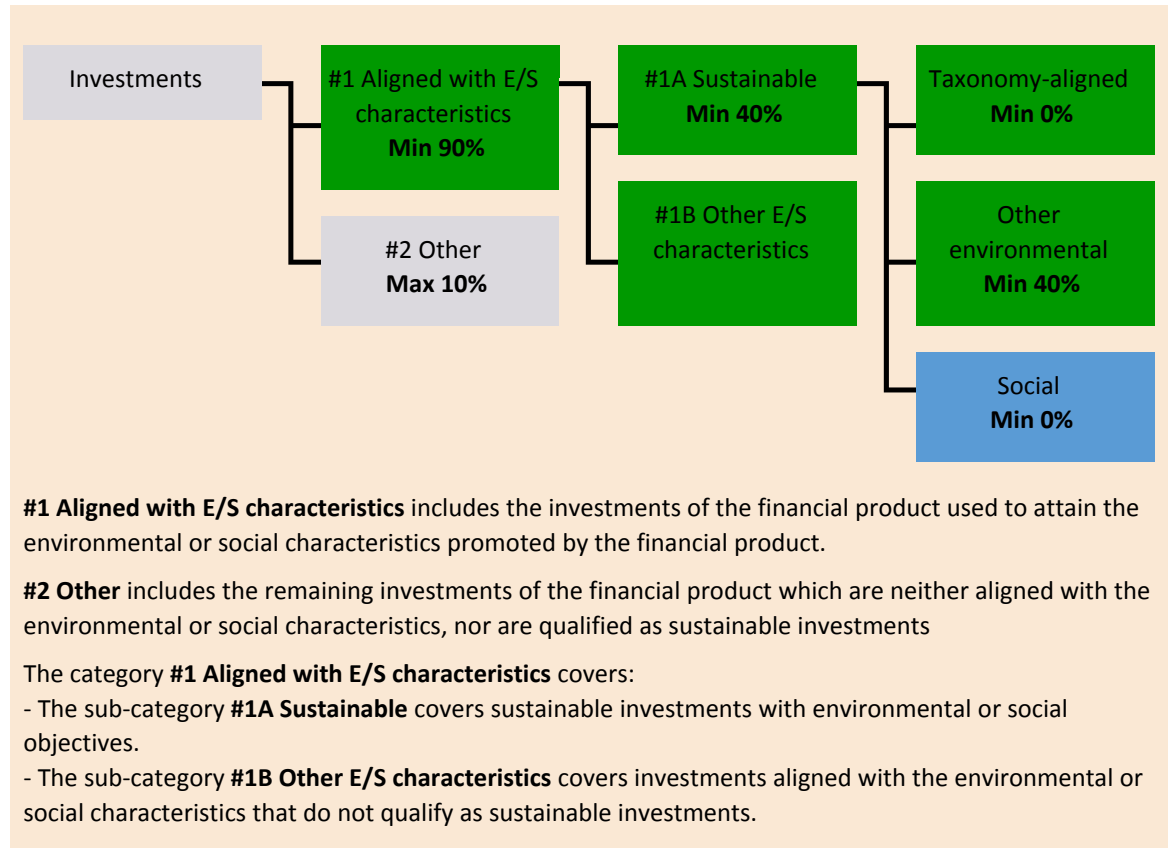 Investments
#1 Aligned with E/S
characteristics
Min 90%
#2 Other
Max 10%
#1A Sustainable
Min 40%
#1B Other E/S
characteristics
Taxonomy-aligned
Min 0%
Other
environmental
Min 40%
Social
Min 0%
#1 Aligned with E/S characteristics includes the investments of the financial product used to attain the
environmental or social characteristics promoted by the financial product.
#2 Other includes the remaining investments of the financial product which are neither aligned with the
environmental or social characteristics, nor are qualified as sustainable investments
The category #1 Aligned with E/S characteristics covers:
- The sub-category #1A Sustainable covers sustainable investments with environmental or social
objectives.
- The sub-category #1B Other E/S characteristics covers investments aligned with the environmental or
social characteristics that do not qualify as sustainable investments.